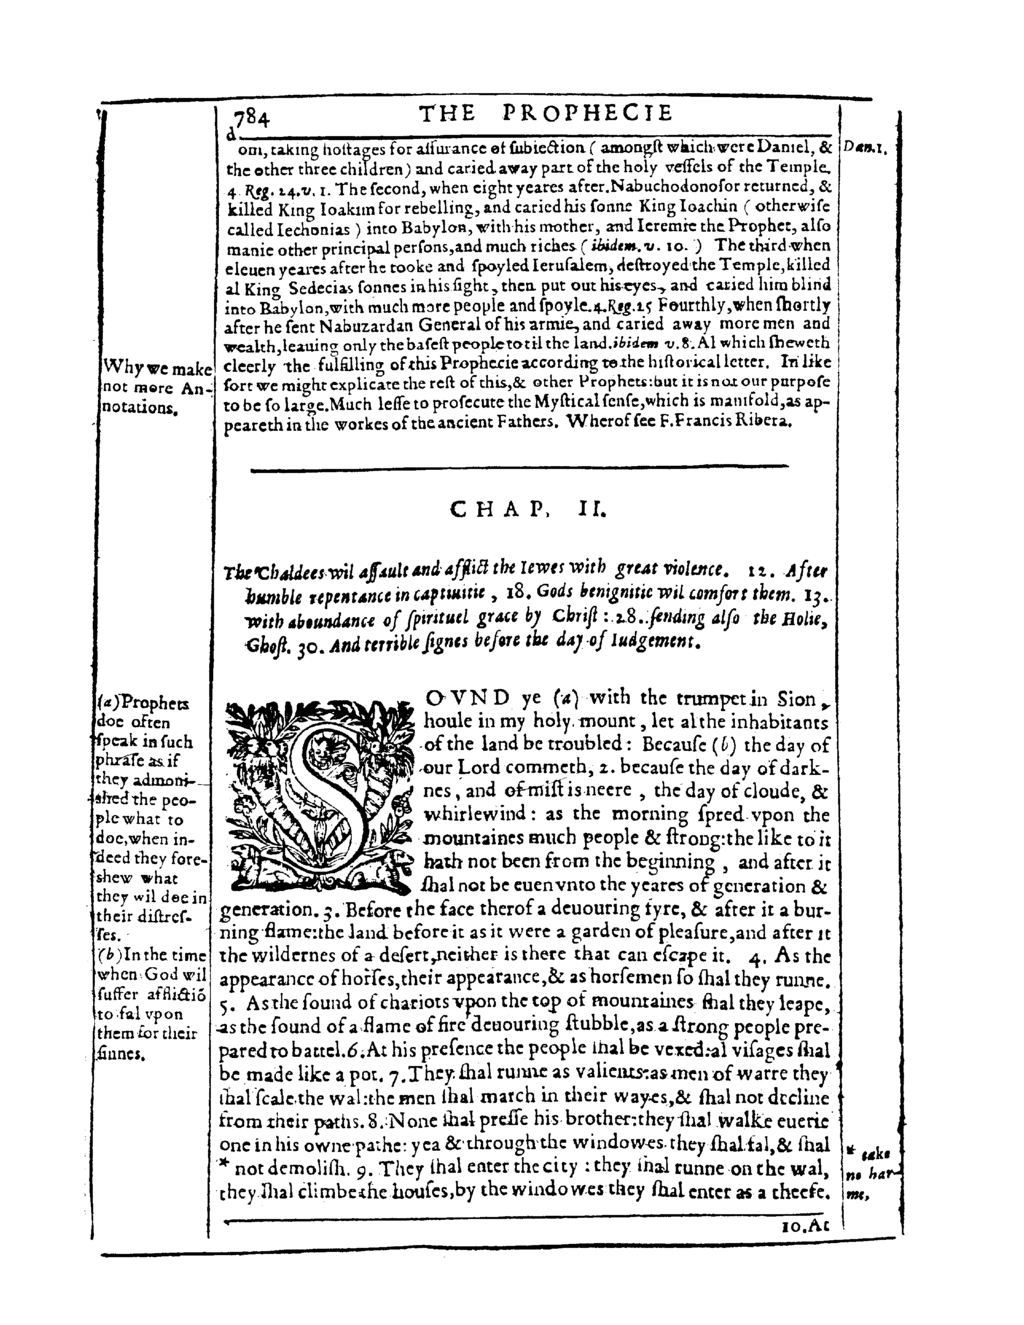 784 THE PROPHECIE
dom, taking hoſtages for aſſurance of ſubiection ( amongſt which were Daniel, &
the other three children) and caried away part of the holy veſſels of the Temple.
4 Reg. 24.v. 1. The ſecond, when eight yeares after, Nabuchodonoſor returned, &
killed King Ioakim for rebelling, and caried his ſonne King Ioachin ( otherwiſe
called Iechonias ) into Babylon, with his mother, and Ieremie the Prophet, alſo
manie other principal perſons,and much riches ( ibidem. v. 10. ) The third when
eleuen yeares after he tooke and ſpoyled Ieruſalem, deſtroyed the Temple,killed
al King Sedecias ſonnes in his ſight, then put out his eyes, and caried him blind
into Babylon,with much more people and ſpoyle.4.Reg.25 Fourthly,when ſhortly
after he ſent Nabuzardan General of his armie, and caried away more men and
wealth,leauing only the baſeſt people to til the land.ibidem v.8. Al which ſheweth
cleerly the fulfilling of this Prophecie according to the hiſtorical letter. In like
ſort we might explicate the reſt of this,& other Prophets:but it is not our purpoſe
to be ſo large.Much leſſe to proſecute the Myſtical ſenſe,which is manifold,as ap-
peareth in the workes of the ancient Fathers. Wherof ſee F.Francis Ribera.
Dan.1.
Why we make
not more An-
notations.
CHAP, II.
The Chaldees wil aſſault and afflict the Iewes with great violence. 12. After
humble repentance in captiuitie , 18. Gods benignitie wil comfort them. 13.
with aboundance of ſpirituel grace by Chriſt : 28. ſending alſo the Holie,
Ghoſt. 30. And terrible ſignes before the day of Iudgement.
SOVND ye (a) with the trumpet in Sion ,
houle in my holy mount , let al the inhabitants
of the land be troubled : Becauſe (b) the day of
our Lord commeth, 2. becauſe the day of dark-
nes , and of miſt is neere , the day of cloude, &
whirlewind : as the morning ſpred vpon the
mountaines much people & ſtrong:the like to it
hath not been from the beginning , and after it
ſhal not be euen vnto the yeares of generation &
generation. 3. Before the face therof a deuouring fyre, & after it a bur-
ning flame:the land before it as it were a garden of pleaſure,and after it
the wildernes of a deſert,neither is there that can eſcape it. 4. As the
appearance of horſes,their appearance,& as horſemen ſo ſhal they runne.
5. As the ſound of chariots vpon the top of mountaines ſhal they leape,
as the ſound of a flame of fire deuouring ſtubble,as a ſtrong people pre-
pared to battel.6.At his preſence the people ſhal be vexed:al viſages ſhal
be made like a pot. 7.They ſhal runne as valients:as men of warre they
ſhal ſcale the wal:the men ſhal march in their wayes,& ſhal not decline
from their pathes. 8. None ſhal preſſe his brother:they ſhal walke euerie
one in his owne pathe: yea & through the windowes they ſhal fal,& ſhal
* not demoliſh. 9. They ſhal enter the city : they ſhal runne on the wal,
they ſhal climbe the houſes,by the windowes they ſhal enter as a theefe.
(a)Prophets
doe often
ſpeak in ſuch
phraſe as if
they admoni-
ſhed the peo-
ple what to
doe,when in-
deed they fore-
shew what
they wil doe in
their diſtreſ-
ſes.
(b)In the time
when God wil
ſuffer afflictiõ
to fal vpon
them for their
ſinnes.
* take
no har-
me,
10.At